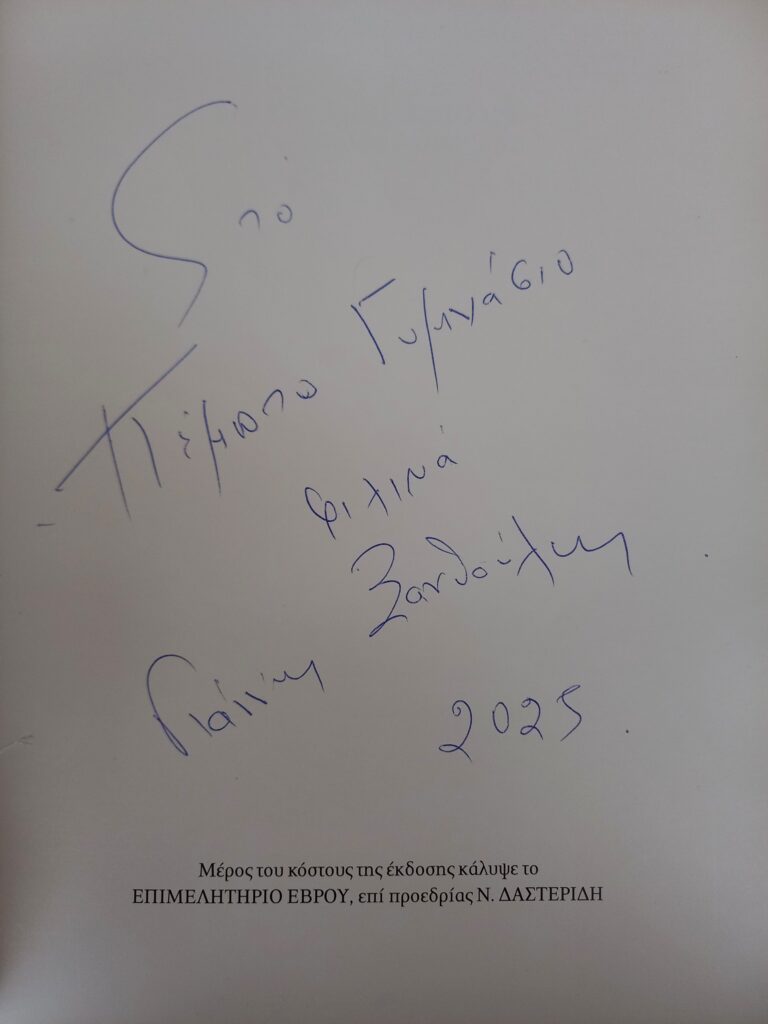 Στο
Πέμπτο Γυμνάσιο
φιλικά
Γιάννης Ξανθούλης
2025.
Μέρος του κόστους της έκδοσης κάλυψε το
ΕΠΙΜΕΛΗΤΗΡΙΟ ΕΒΡΟΥ, επί προεδρίας Ν. ΔΑΣΤΕΡΙΔΗ